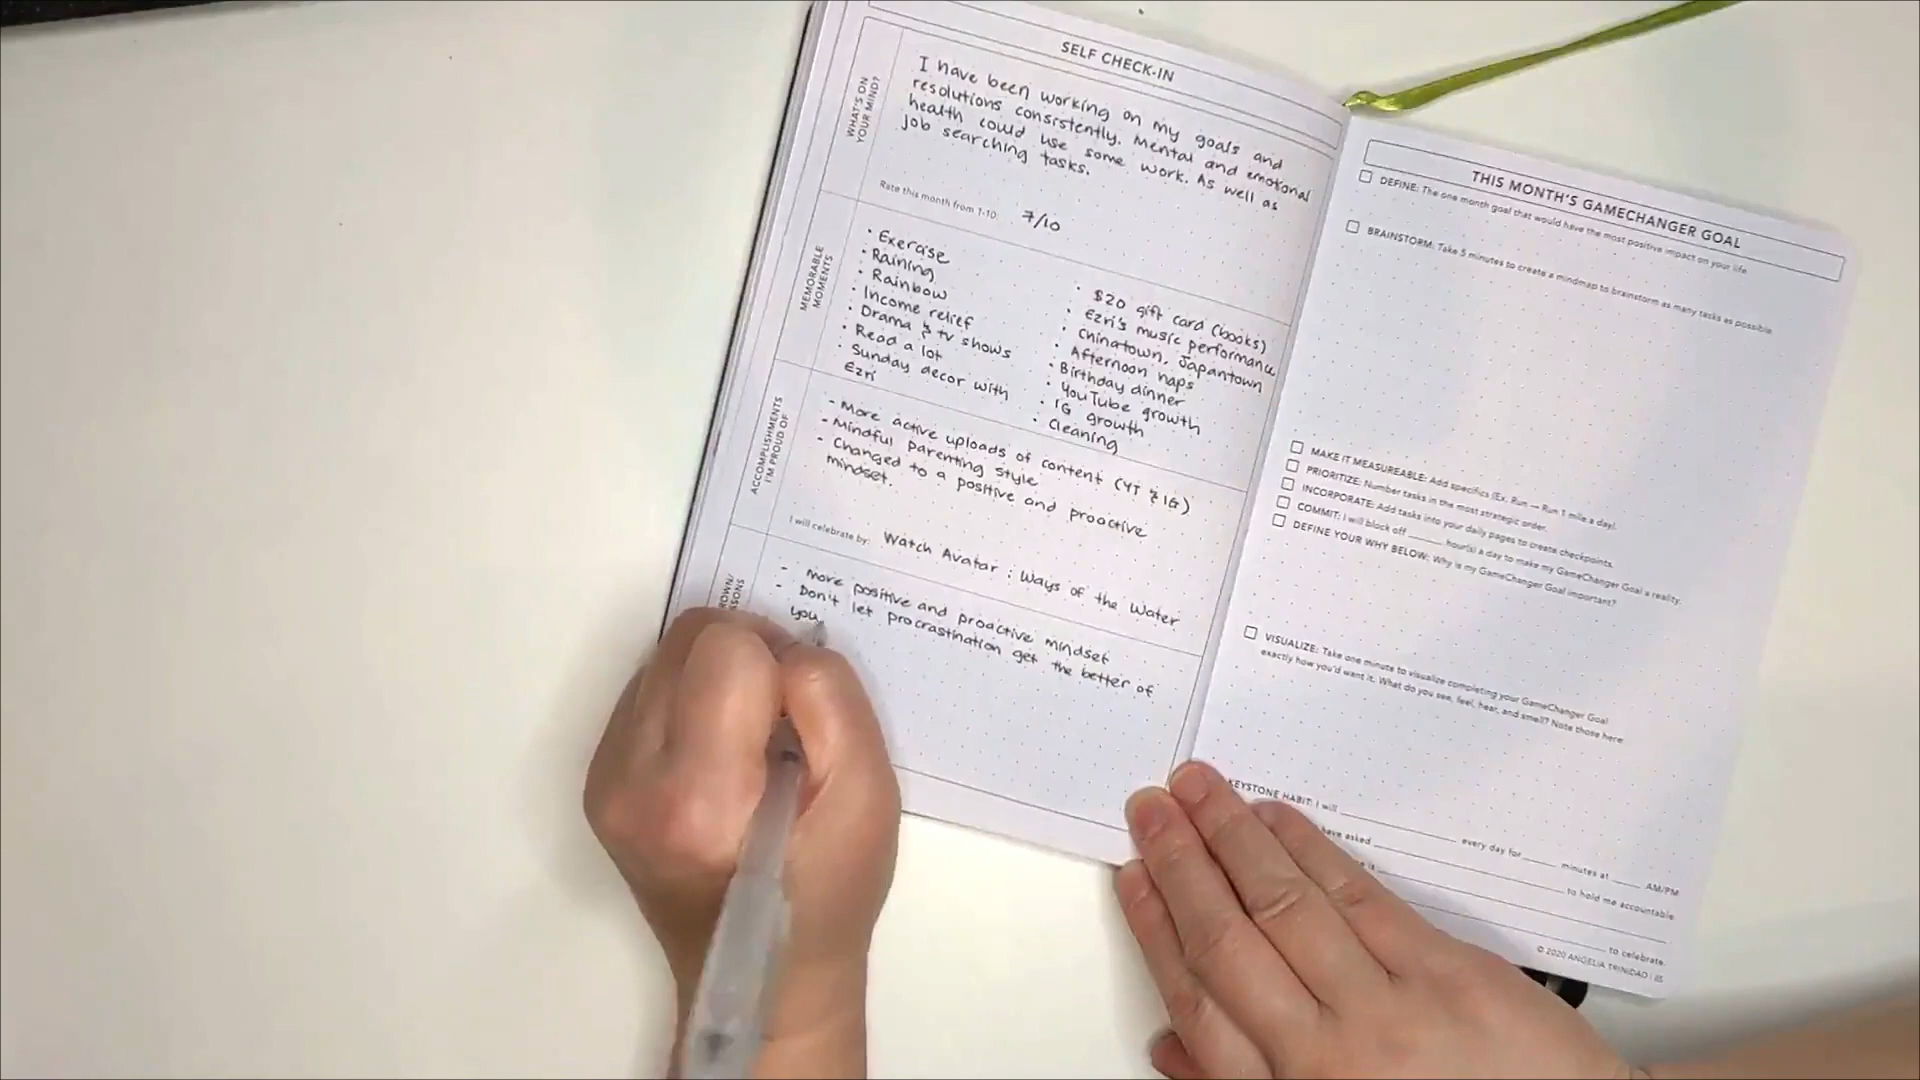 SELF CHECK-IN
WHAT'S ON
YOUR MIND?
I have been working on my goals and
resolutions consistently. Mental and emotional
health could use some work. As well as
job searching tasks.
Rate this month from 1-10: 7/10
MEMORABLE
MOMENTS
• Exercise
• Raining
• Rainbow
• Income relief
• Drama & tv shows
• Read a lot
• Sunday decor with
Ezri
• $20 gift card (books)
• Ezri's music performance
• Chinatown, Japantown
• Afternoon naps
• Birthday dinner
• YouTube growth
• IG growth
• Cleaning
ACCOMPLISHMENTS
I'M PROUD OF
- More active uploads of content (YT & IG)
- Mindful parenting style
- Changed to a positive and proactive
mindset.
I will celebrate by: Watch Avatar: Ways of the Water
- More positive and proactive mindset
- Don't let procrastination get the better of
you.
THIS MONTH'S GAMECHANGER GOAL
DEFINE: The one month goal that would have the most positive impact on your life.
BRAINSTORM: Take 5 minutes to create a mindmap to brainstorm as many tasks as possible.
MAKE IT MEASUREABLE: Add specifics (Ex. Run → Run 1 mile a day).
PRIORITIZE: Number tasks in the most strategic order.
INCORPORATE: Add tasks into your daily pages to create checkpoints.
COMMIT: I will block off ______ hour(s) a day to make my GameChanger Goal a reality.
DEFINE YOUR WHY BELOW: Why is my GameChanger Goal important?
VISUALIZE: Take one minute to visualize completing your GameChanger Goal
exactly how you'd want it. What do you see, feel, hear, and smell? Note those here:
KEYSTONE HABIT: I will ______ every day for ______ minutes at ______ AM/PM
have asked ______ to hold me accountable
is ______
to celebrate.
© 2020 ANGELIA TRINIDAD |